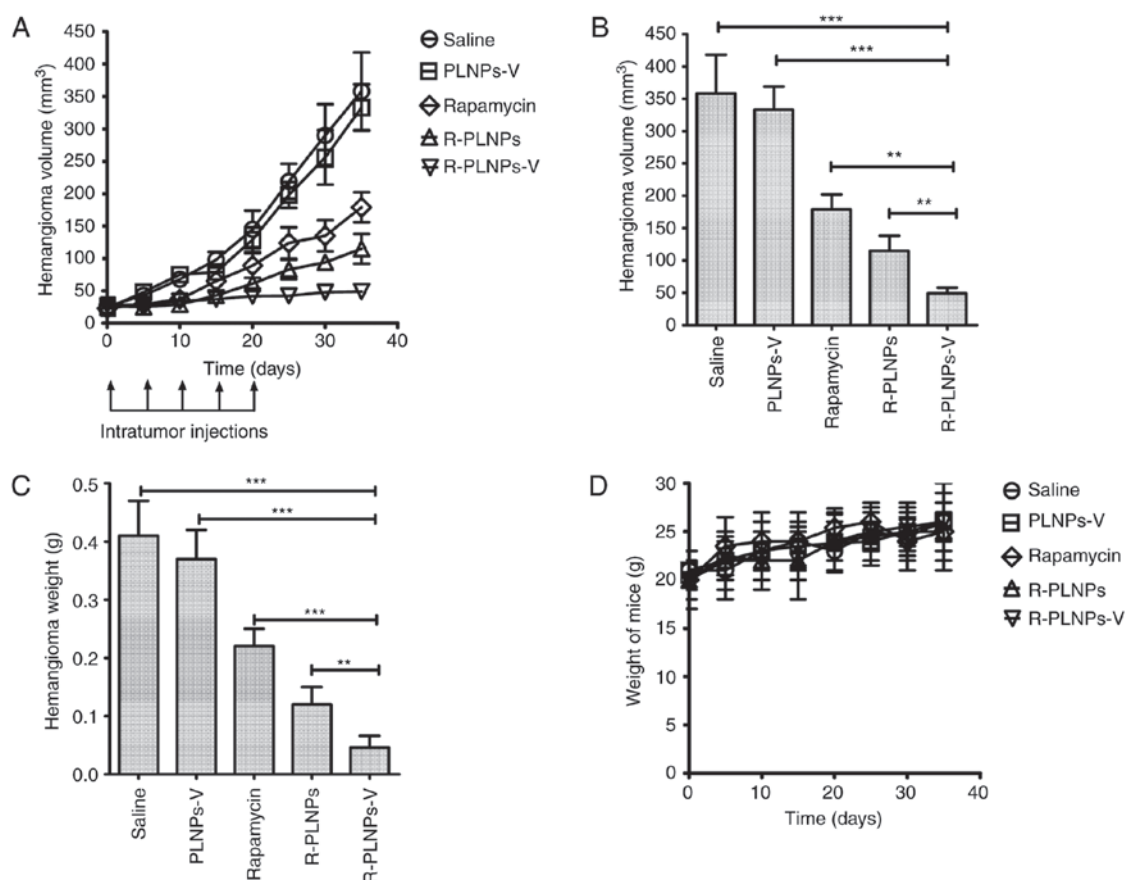 A
Hemangioma volume (mm³)
450
400
350
300
250
200
150
100
50
0
0
10
20
30
40
Time (days)
Intratumor injections
Saline
PLNPs-V
Rapamycin
R-PLNPs
R-PLNPs-V
B
Hemangioma volume (mm³)
450
400
350
300
250
200
150
100
50
0
***
***
**
**
Saline
PLNPs-V
Rapamycin
R-PLNPs
R-PLNPs-V
C
Hemangioma weight (g)
0.5
0.4
0.3
0.2
0.1
0.0
***
***
***
**
Saline
PLNPs-V
Rapamycin
R-PLNPs
R-PLNPs-V
D
Weight of mice (g)
30
25
20
15
10
5
0
0
10
20
30
40
Time (days)
Saline
PLNPs-V
Rapamycin
R-PLNPs
R-PLNPs-V